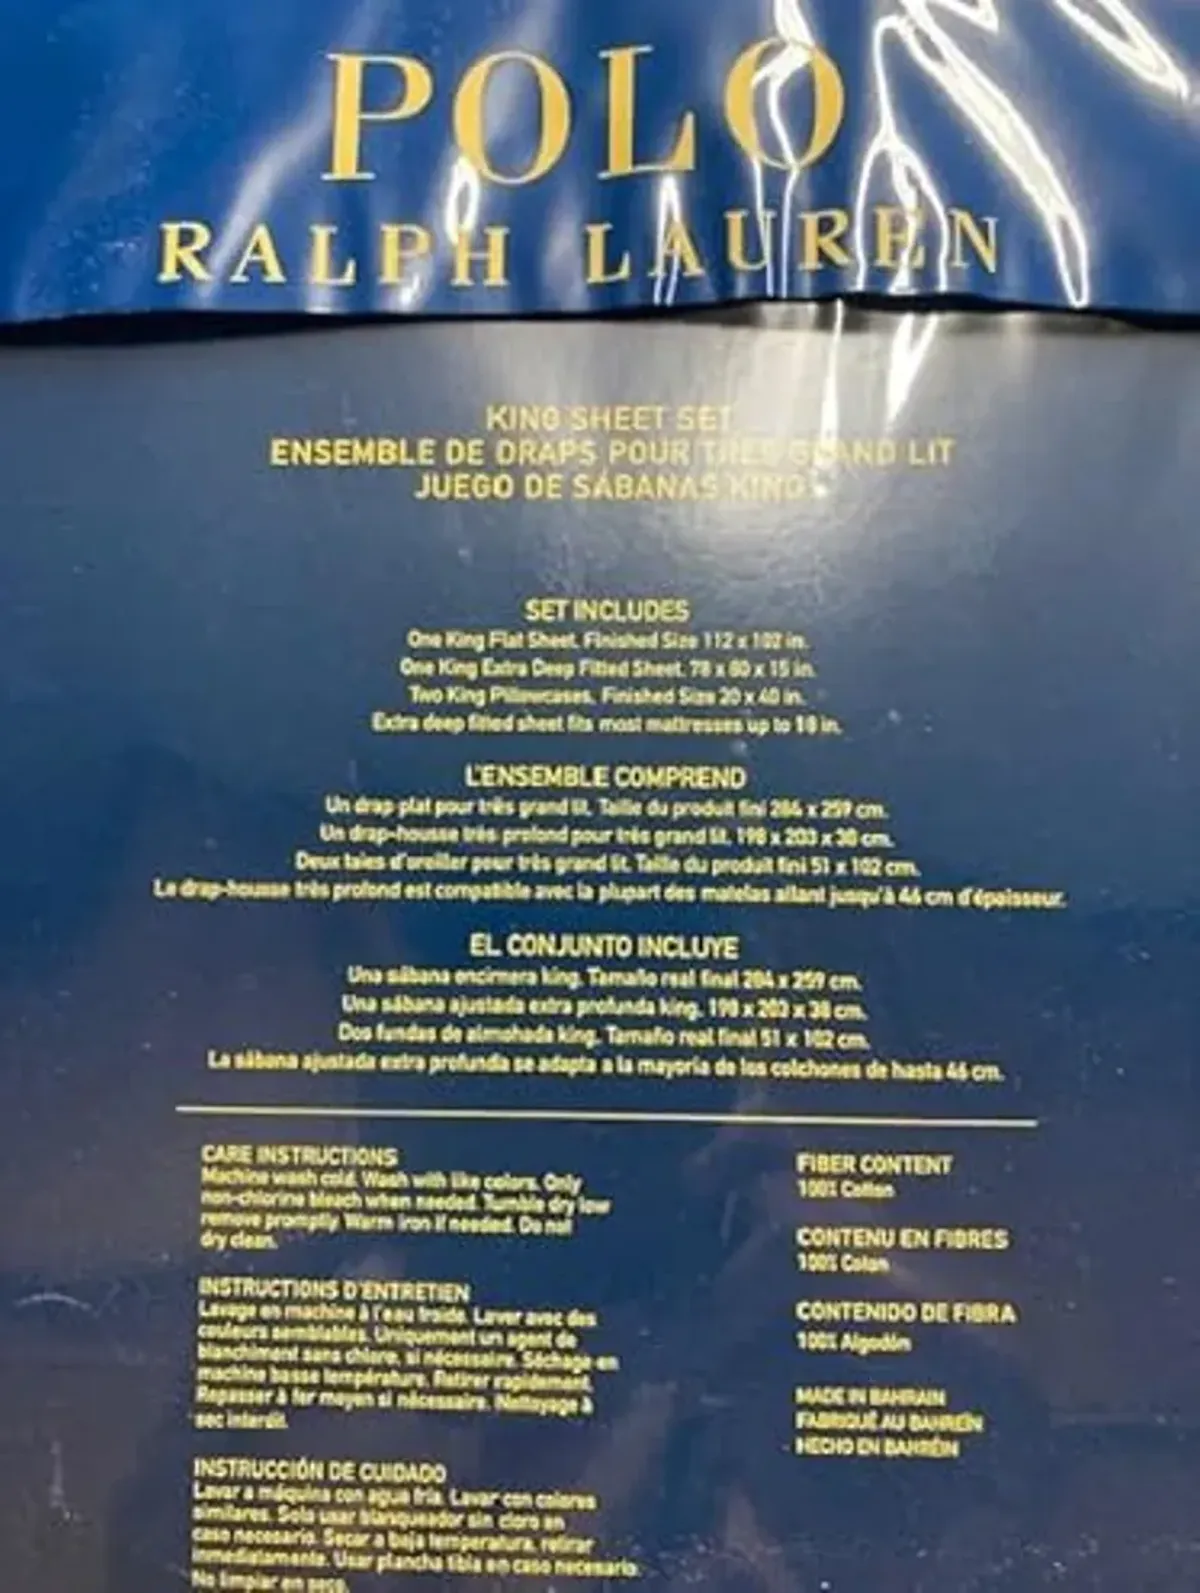 POLO
RALPH LAUREN
KING SHEET SET
ENSEMBLE DE DRAPS POUR TRÈS GRAND LIT
JUEGO DE SÁBANAS KING
SET INCLUDES
One King Flat Sheet. Finished Size 112 x 102 in.
One King Extra Deep Fitted Sheet. 78 x 80 x 15 in.
Two King Pillowcases. Finished Size 20 x 40 in.
Extra deep fitted sheet fits most mattresses up to 18 in.
L'ENSEMBLE COMPREND
Un drap plat pour très grand lit. Taille du produit fini 284 x 259 cm.
Un drap-housse très profond pour très grand lit. 198 x 203 x 38 cm.
Deux taies d'oreiller pour très grand lit. Taille du produit fini 51 x 102 cm.
Le drap-housse très profond est compatible avec la plupart des matelas allant jusqu'à 46 cm d'épaisseur.
EL CONJUNTO INCLUYE
Una sábana encimera king. Tamaño real final 284 x 259 cm.
Una sábana ajustada extra profunda king. 198 x 203 x 38 cm.
Dos fundas de almohada king. Tamaño real final 51 x 102 cm.
La sábana ajustada extra profunda se adapta a la mayoría de los colchones de hasta 46 cm.
CARE INSTRUCTIONS
Machine wash cold. Wash with like colors. Only
non-chlorine bleach when needed. Tumble dry low
remove promptly. Warm iron if needed. Do not
dry clean.
INSTRUCTIONS D'ENTRETIEN
Lavage en machine à l'eau froide. Laver avec des
couleurs semblables. Uniquement un agent de
blanchiment sans chlore, si nécessaire. Séchage en
machine basse température. Retirer rapidement.
Repasser à fer moyen si nécessaire. Nettoyage à
sec interdit.
INSTRUCCIÓN DE CUIDADO
Lavar a máquina con agua fría. Lavar con colores
similares. Solo usar blanqueador sin cloro en
caso necesario. Secar a baja temperatura, retirar
inmediatamente. Usar plancha tibia en caso necesario.
No limpiar en seco.
FIBER CONTENT
100% Cotton
CONTENU EN FIBRES
100% Coton
CONTENIDO DE FIBRA
100% Algodón
MADE IN BAHRAIN
FABRIQUÉ AU BAHREÏN
HECHO EN BAHRÉIN